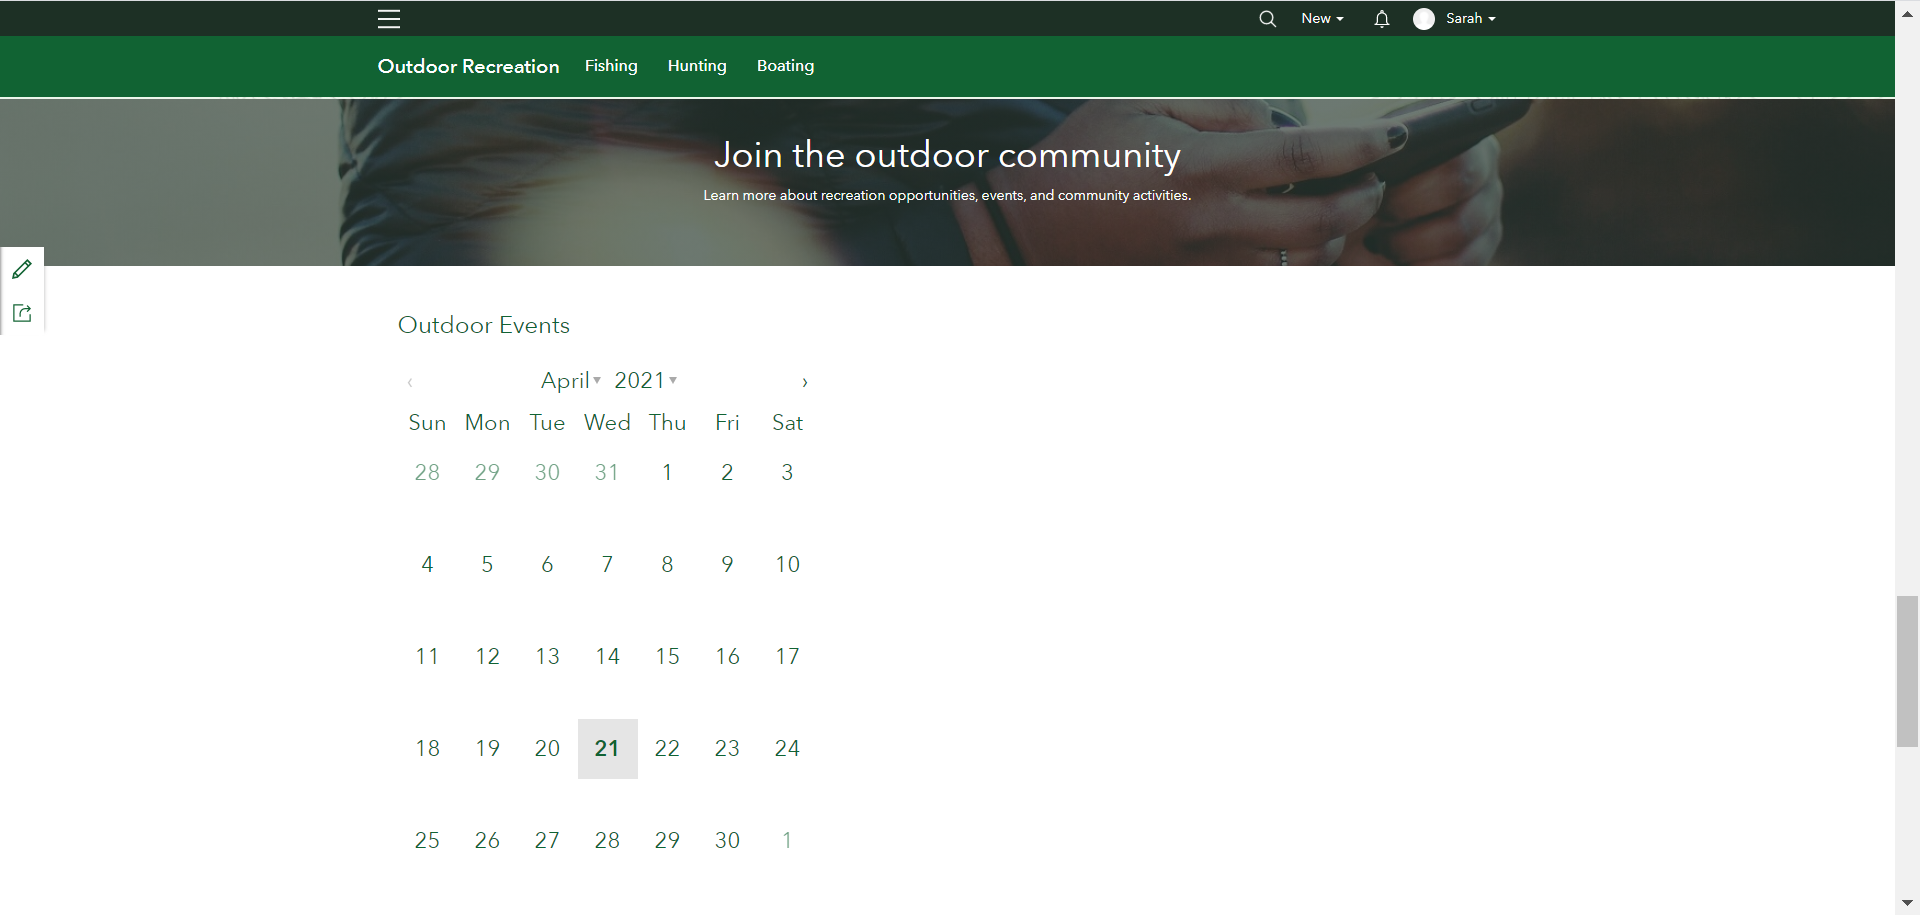 New Sarah
Outdoor Recreation Fishing Hunting Boating
Join the outdoor community
Learn more about recreation opportunities, events, and community activities.
Outdoor Events
‹ April 2021 ›
Sun Mon Tue Wed Thu Fri Sat
28 29 30 31 1 2 3
4 5 6 7 8 9 10
11 12 13 14 15 16 17
18 19 20 21 22 23 24
25 26 27 28 29 30 1